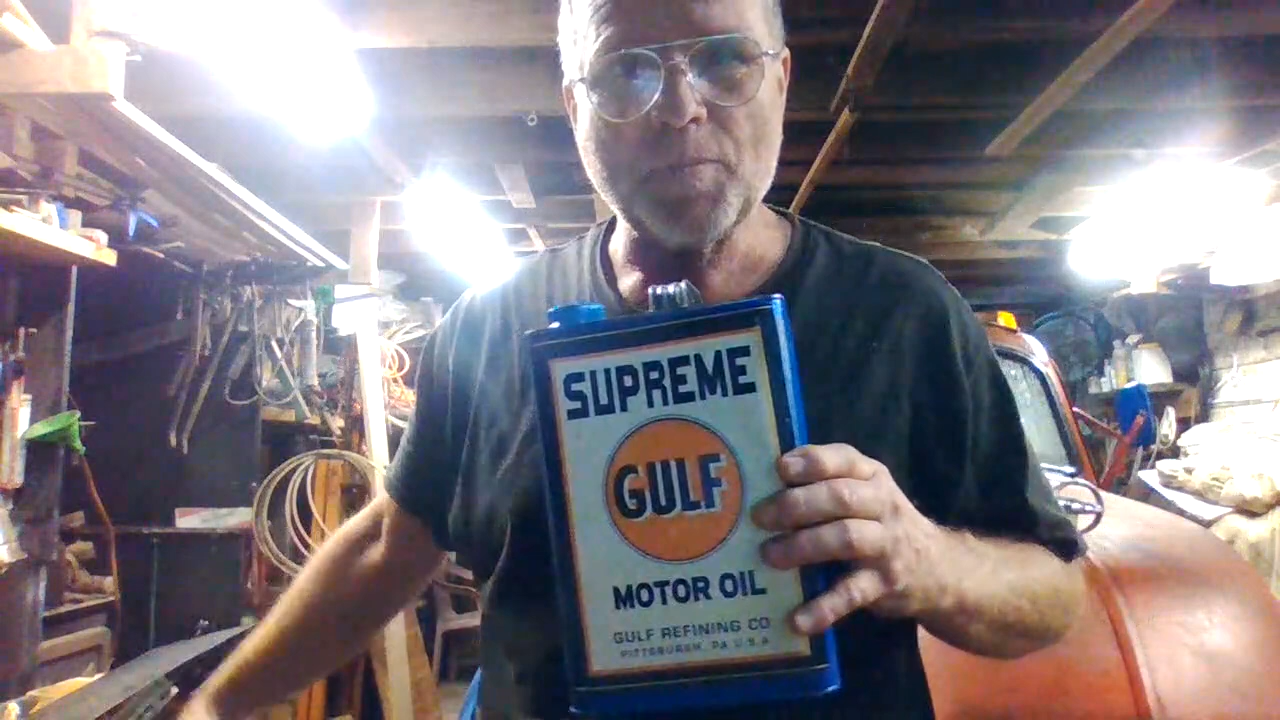 SUPREME
GULF
MOTOR OIL
GULF REFINING CO
PITTSBURGH, PA U S A